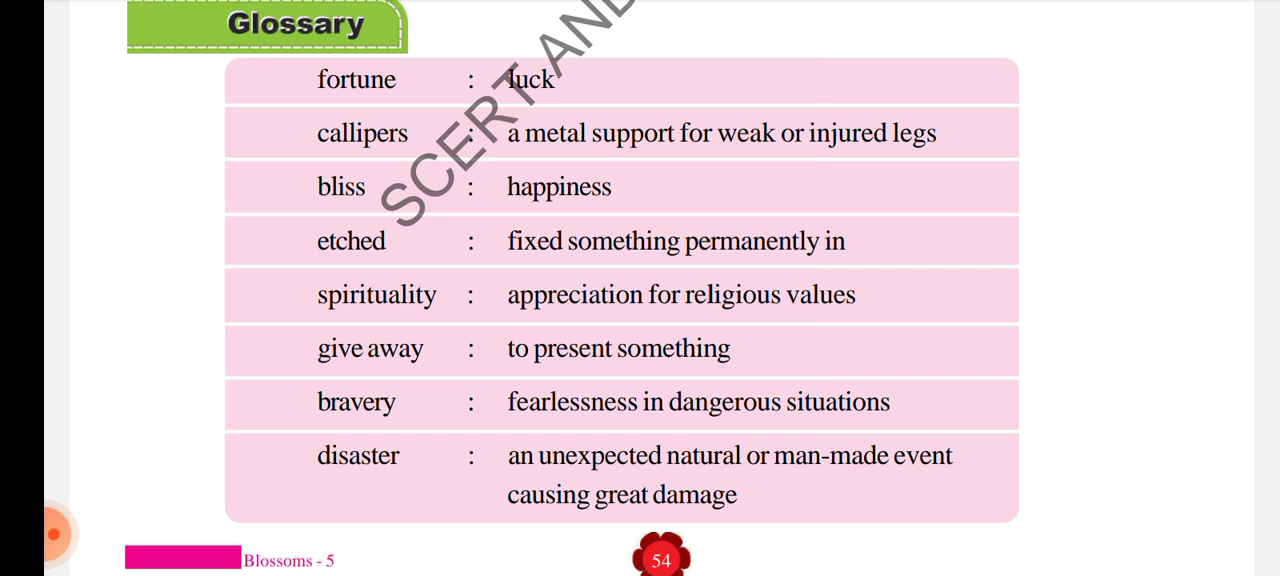 Glossary
fortune : luck
callipers : a metal support for weak or injured legs
bliss : happiness
etched : fixed something permanently in
spirituality : appreciation for religious values
give away : to present something
bravery : fearlessness in dangerous situations
disaster : an unexpected natural or man-made event
causing great damage
SCERT AND
Blossoms - 5
54